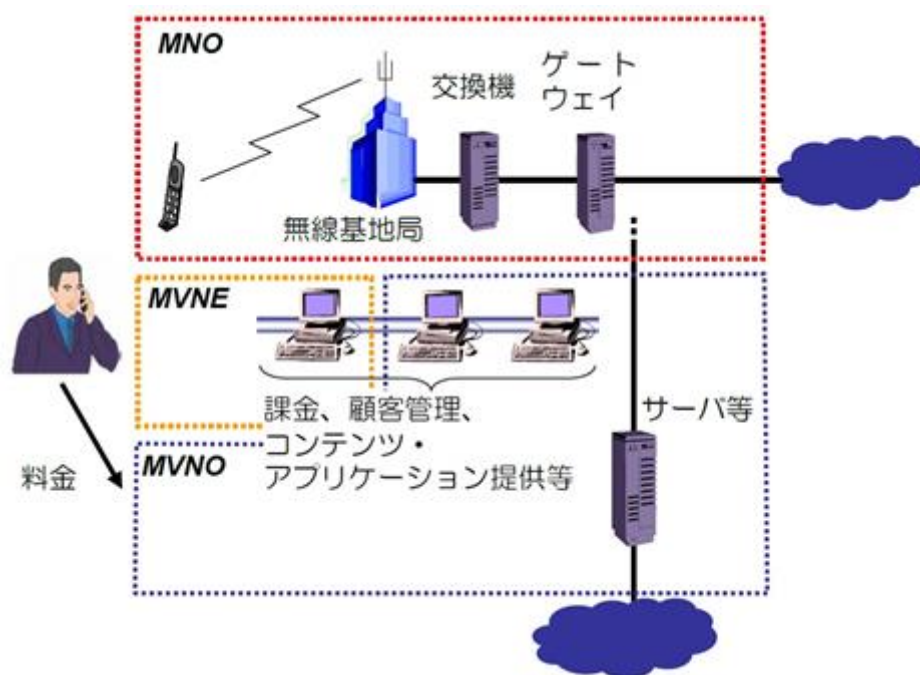 MNO
交換機
ゲート
ウェイ
無線基地局
MVNE
課金、顧客管理、
コンテンツ・
アプリケーション提供等
サーバ等
MVNO
料金